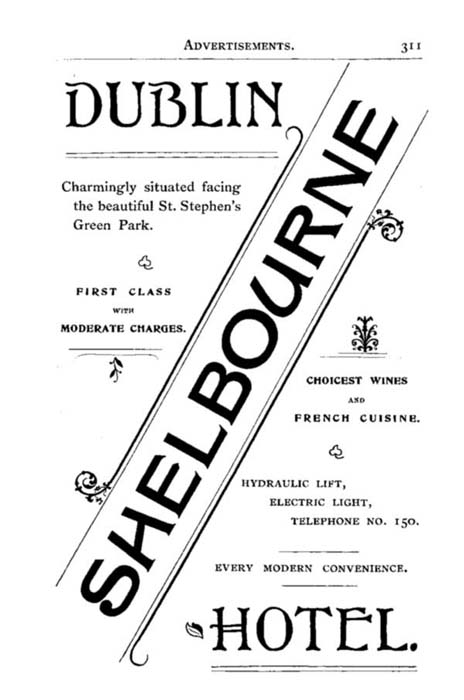 Advertisements. 311
DUBLIN
SHELBOURNE
Charmingly situated facing
the beautiful St. Stephen's
Green Park.
FIRST CLASS
WITH
MODERATE CHARGES.
CHOICEST WINES
AND
FRENCH CUISINE.
HYDRAULIC LIFT,
ELECTRIC LIGHT,
TELEPHONE NO. 150.
EVERY MODERN CONVENIENCE.
HOTEL.